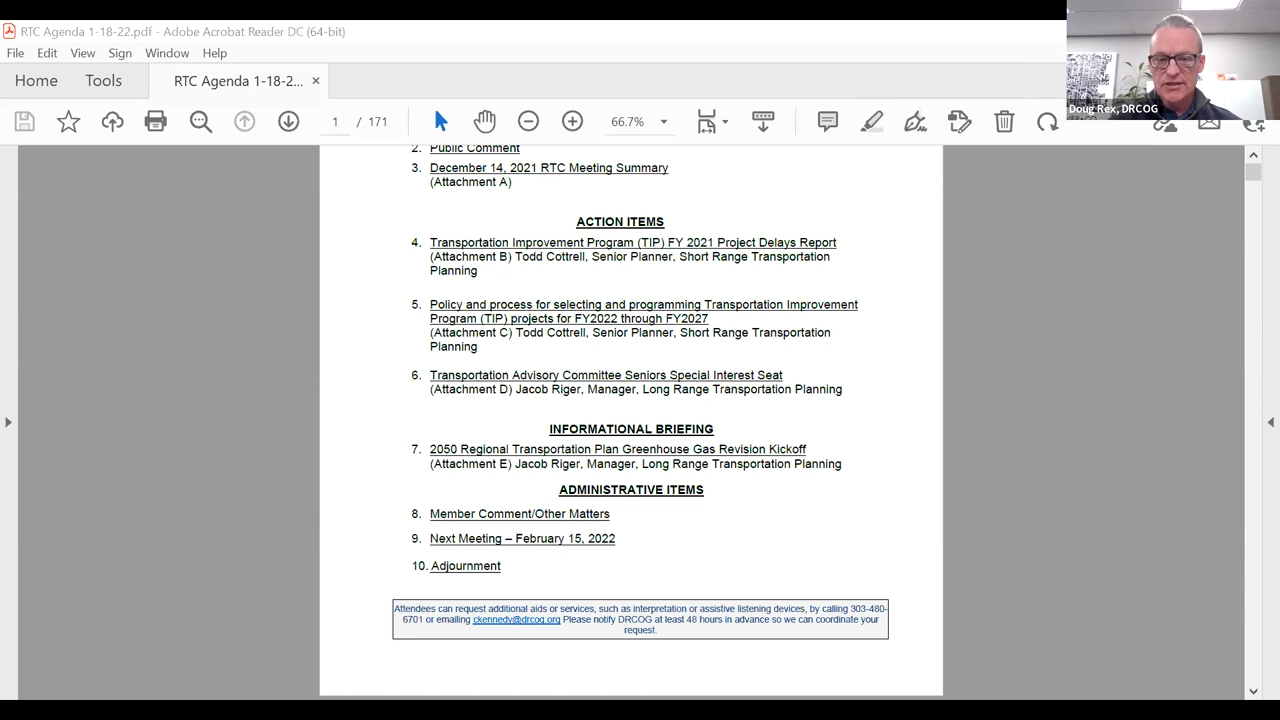 RTC Agenda 1-18-22.pdf - Adobe Acrobat Reader DC (64-bit)
File Edit View Sign Window Help
Home Tools RTC Agenda 1-18-2... ×
1 / 171 66.7%
Doug Rex, DRCOG
2. Public Comment
3. December 14, 2021 RTC Meeting Summary
(Attachment A)
ACTION ITEMS
4. Transportation Improvement Program (TIP) FY 2021 Project Delays Report
(Attachment B) Todd Cottrell, Senior Planner, Short Range Transportation
Planning
5. Policy and process for selecting and programming Transportation Improvement
Program (TIP) projects for FY2022 through FY2027
(Attachment C) Todd Cottrell, Senior Planner, Short Range Transportation
Planning
6. Transportation Advisory Committee Seniors Special Interest Seat
(Attachment D) Jacob Riger, Manager, Long Range Transportation Planning
INFORMATIONAL BRIEFING
7. 2050 Regional Transportation Plan Greenhouse Gas Revision Kickoff
(Attachment E) Jacob Riger, Manager, Long Range Transportation Planning
ADMINISTRATIVE ITEMS
8. Member Comment/Other Matters
9. Next Meeting – February 15, 2022
10. Adjournment
Attendees can request additional aids or services, such as interpretation or assistive listening devices, by calling 303-480-
6701 or emailing ckennedy@drcog.org Please notify DRCOG at least 48 hours in advance so we can coordinate your
request.